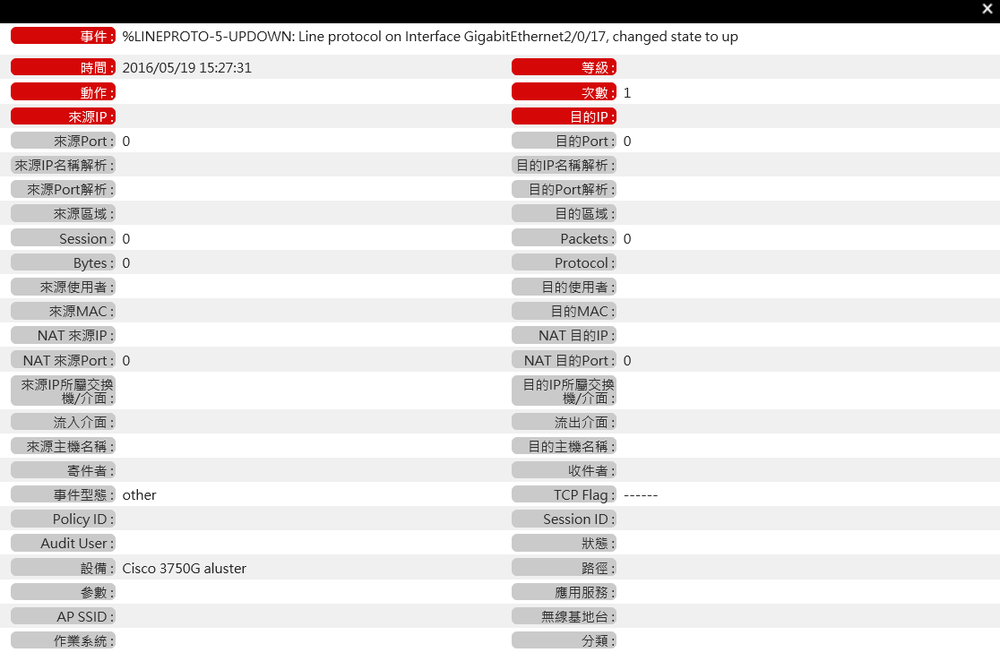 事件 : %LINEPROTO-5-UPDOWN: Line protocol on Interface GigabitEthernet2/0/17, changed state to up
時間 : 2016/05/19 15:27:31 等級 :
動作 : 次數 : 1
來源IP : 目的IP :
來源Port : 0 目的Port : 0
來源IP名稱解析 : 目的IP名稱解析 :
來源Port解析 : 目的Port解析 :
來源區域 : 目的區域 :
Session : 0 Packets : 0
Bytes : 0 Protocol :
來源使用者 : 目的使用者 :
來源MAC : 目的MAC :
NAT 來源IP : NAT 目的IP :
NAT 來源Port : 0 NAT 目的Port : 0
來源IP所屬交換 目的IP所屬交換
機/介面 : 機/介面 :
流入介面 : 流出介面 :
來源主機名稱 : 目的主機名稱 :
寄件者 : 收件者 :
事件型態 : other TCP Flag : ------
Policy ID : Session ID :
Audit User : 狀態 :
設備 : Cisco 3750G aluster 路徑 :
參數 : 應用服務 :
AP SSID : 無線基地台 :
作業系統 : 分類 :